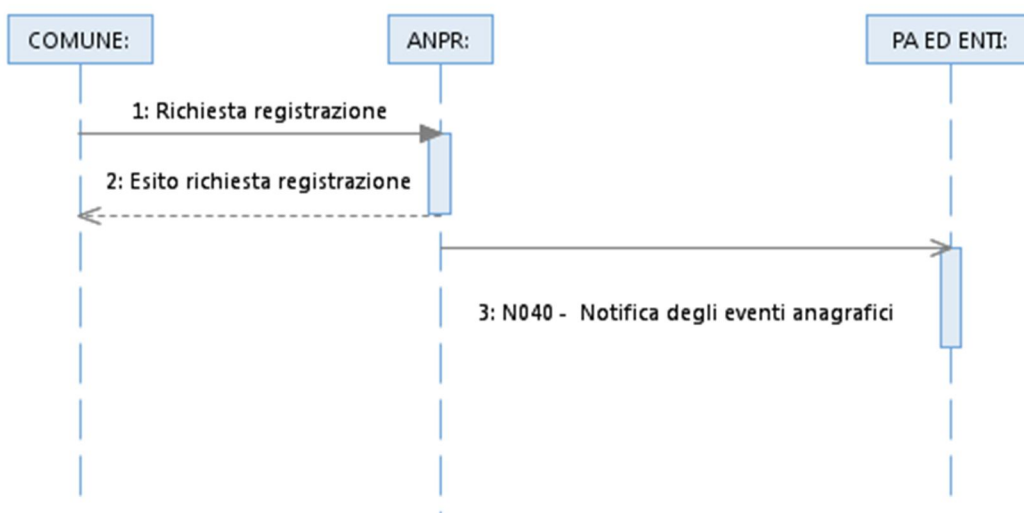 COMUNE:
ANPR:
PA ED ENTI:
1: Richiesta registrazione
2: Esito richiesta registrazione
3: N040 -  Notifica degli eventi anagrafici